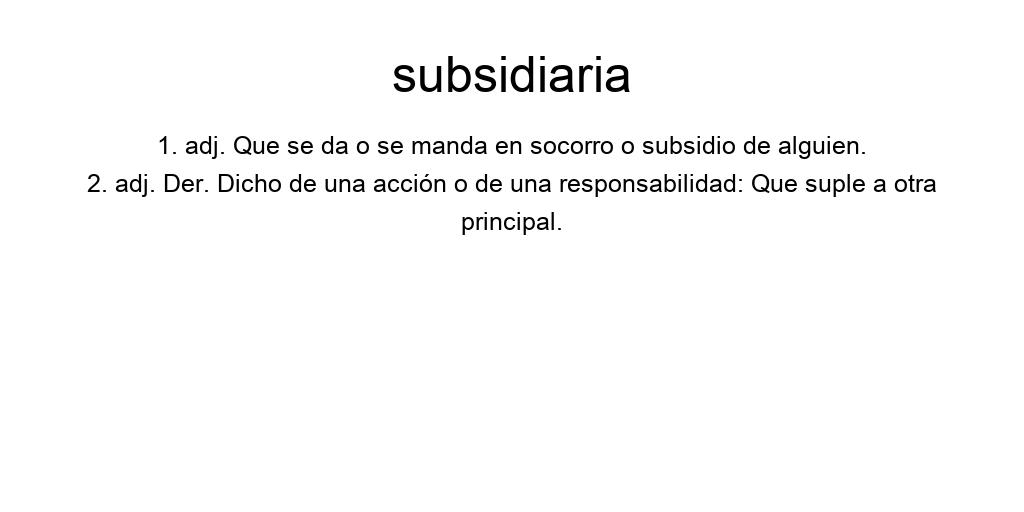 subsidiaria
1. adj. Que se da o se manda en socorro o subsidio de alguien.
2. adj. Der. Dicho de una acción o de una responsabilidad: Que suple a otra
principal.